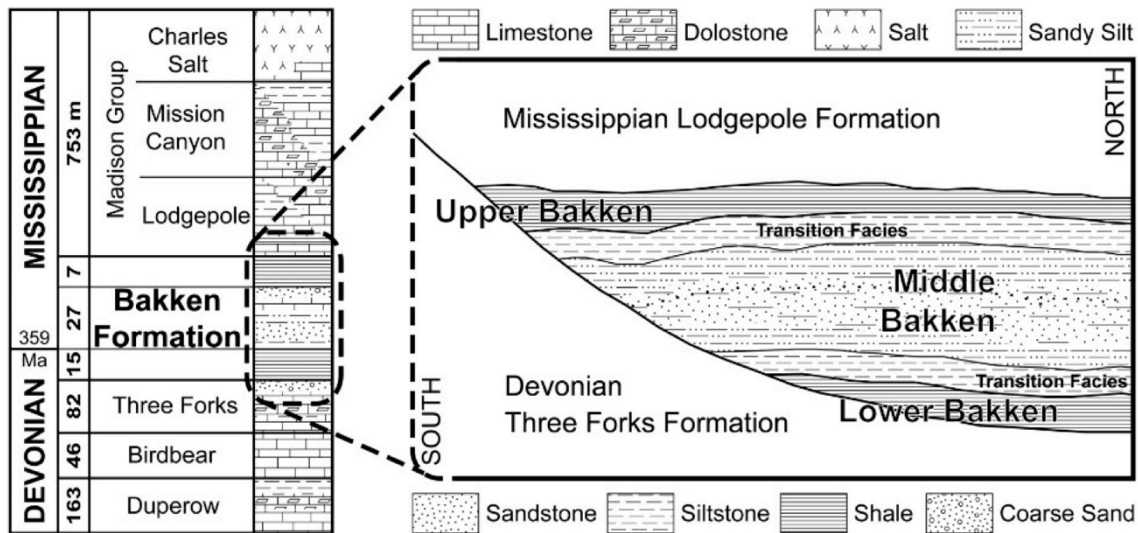 MISSISSIPPIAN
DEVONIAN
359
Ma
753 m
7
27
15
82
46
163
Madison Group
Charles
Salt
Mission
Canyon
Lodgepole
Bakken
Formation
Three Forks
Birdbear
Duperow
Limestone
Dolostone
Salt
Sandy Silt
Mississippian Lodgepole Formation
NORTH
Upper Bakken
Transition Facies
Middle
Bakken
Transition Facies
Lower Bakken
Devonian
Three Forks Formation
SOUTH
Sandstone
Siltstone
Shale
Coarse Sand